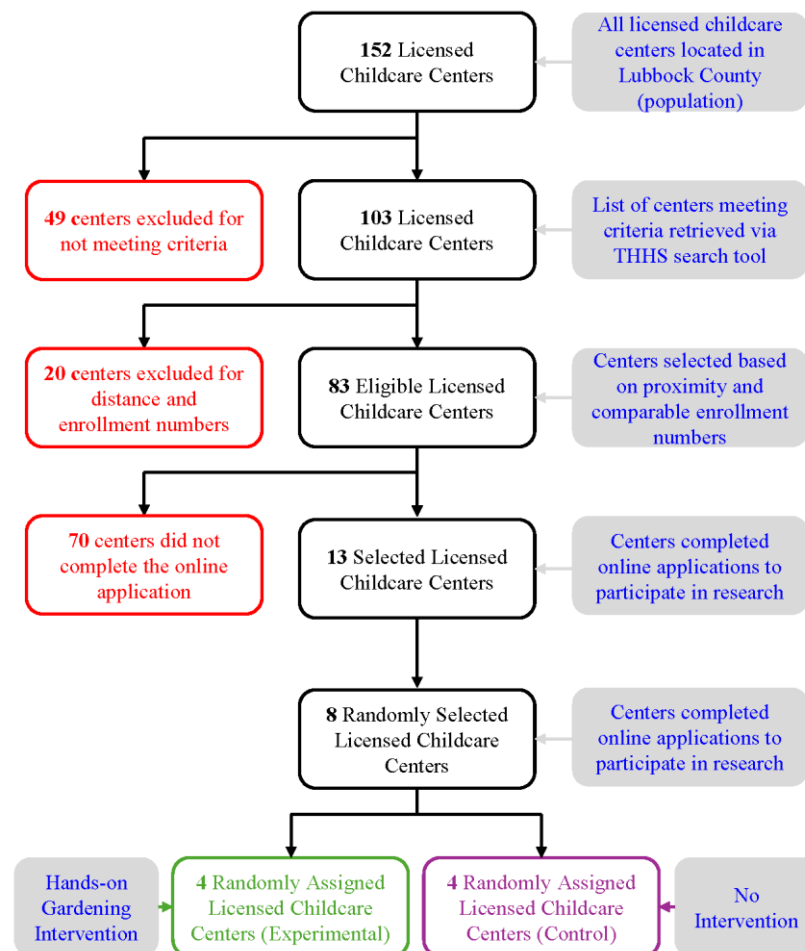 152 Licensed
Childcare Centers
All licensed childcare
centers located in
Lubbock County
(population)
49 centers excluded for
not meeting criteria
103 Licensed
Childcare Centers
List of centers meeting
criteria retrieved via
THHS search tool
20 centers excluded for
distance and
enrollment numbers
83 Eligible Licensed
Childcare Centers
Centers selected based
on proximity and
comparable enrollment
numbers
70 centers did not
complete the online
application
13 Selected Licensed
Childcare Centers
Centers completed
online applications to
participate in research
8 Randomly Selected
Licensed Childcare
Centers
Centers completed
online applications to
participate in research
Hands-on
Gardening
Intervention
4 Randomly Assigned
Licensed Childcare
Centers (Experimental)
4 Randomly Assigned
Licensed Childcare
Centers (Control)
No
Intervention